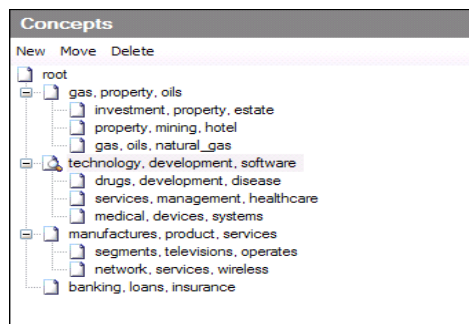 Concepts
New Move Delete
root
gas, property, oils
investment, property, estate
property, mining, hotel
gas, oils, natural_gas
technology, development, software
drugs, development, disease
services, management, healthcare
medical, devices, systems
manufactures, product, services
segments, televisions, operates
network, services, wireless
banking, loans, insurance